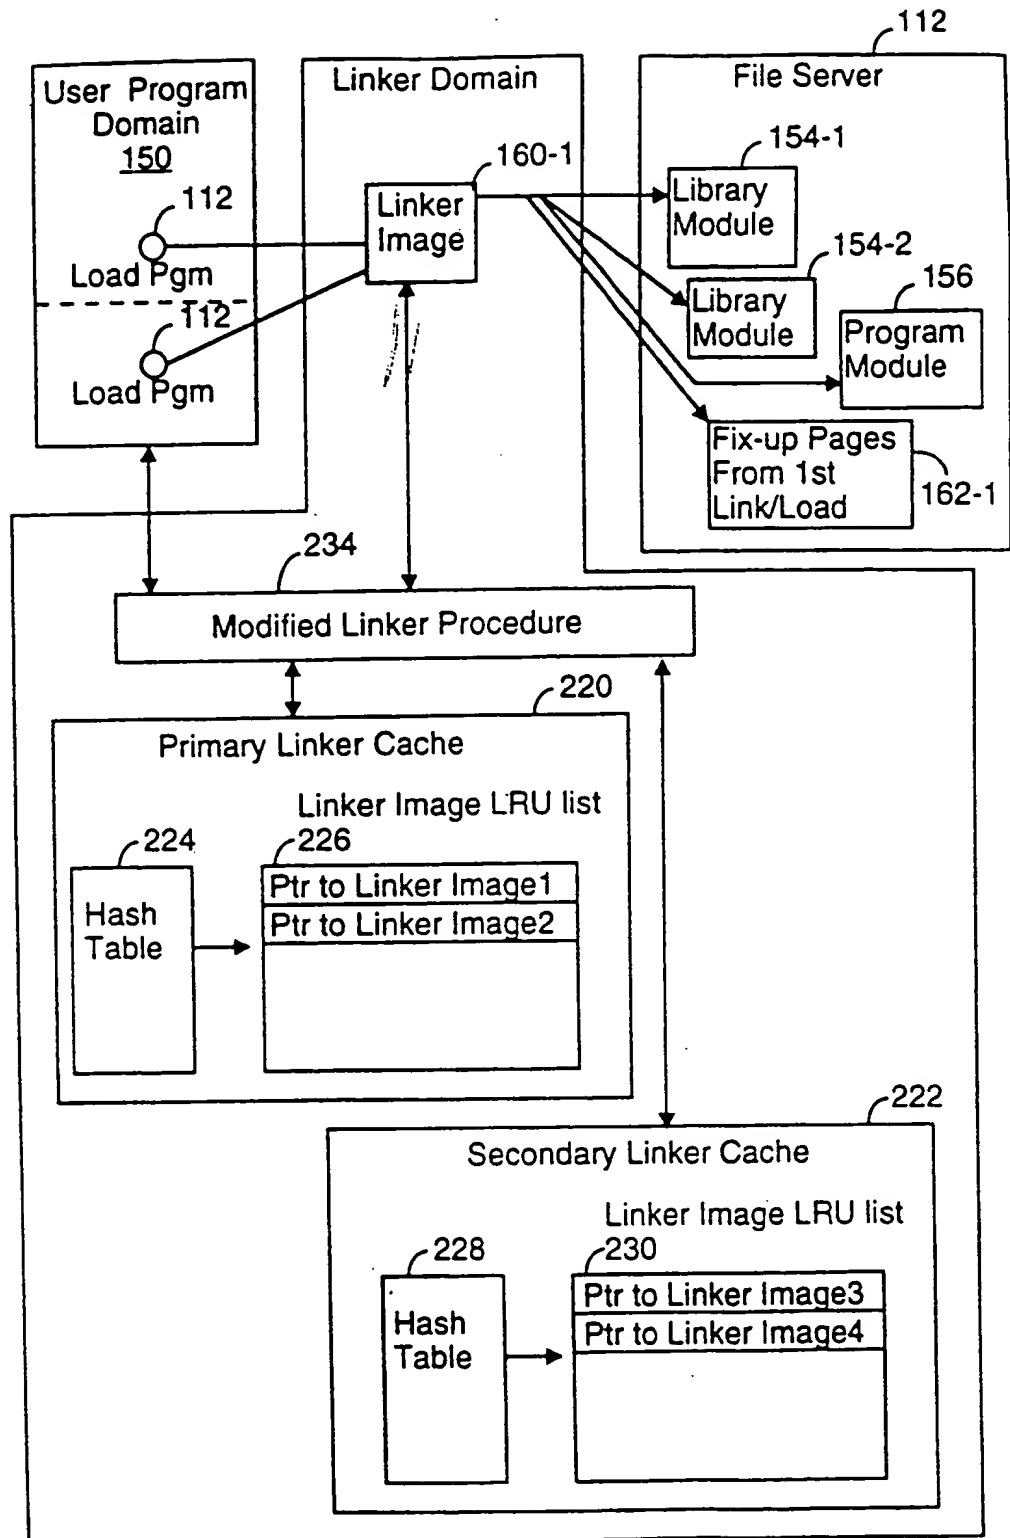 112
User Program
Domain
150
Linker Domain
File Server
160-1
154-1
Library
Module
112
Linker
Image
Load Pgm
154-2
156
Library
Module
Program
Module
112
Load Pgm
Fix-up Pages
From 1st
Link/Load
162-1
234
Modified Linker Procedure
220
Primary Linker Cache
Linker Image LRU list
224
226
Ptr to Linker Image1
Ptr to Linker Image2
Hash
Table
222
Secondary Linker Cache
Linker Image LRU list
228
230
Ptr to Linker Image3
Ptr to Linker Image4
Hash
Table